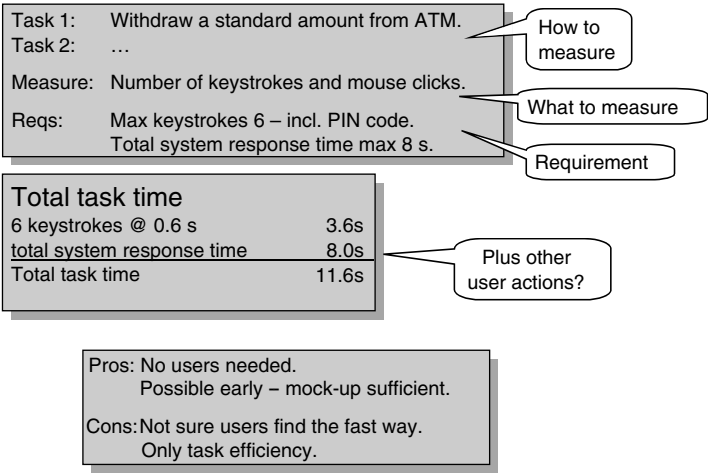 Task 1: Withdraw a standard amount from ATM.
Task 2: …
How to
measure
Measure: Number of keystrokes and mouse clicks.
What to measure
Reqs: Max keystrokes 6 – incl. PIN code.
Total system response time max 8 s.
Requirement
Total task time
6 keystrokes @ 0.6 s 3.6s
total system response time 8.0s
Total task time 11.6s
Plus other
user actions?
Pros: No users needed.
Possible early – mock-up sufficient.
Cons: Not sure users find the fast way.
Only task efficiency.